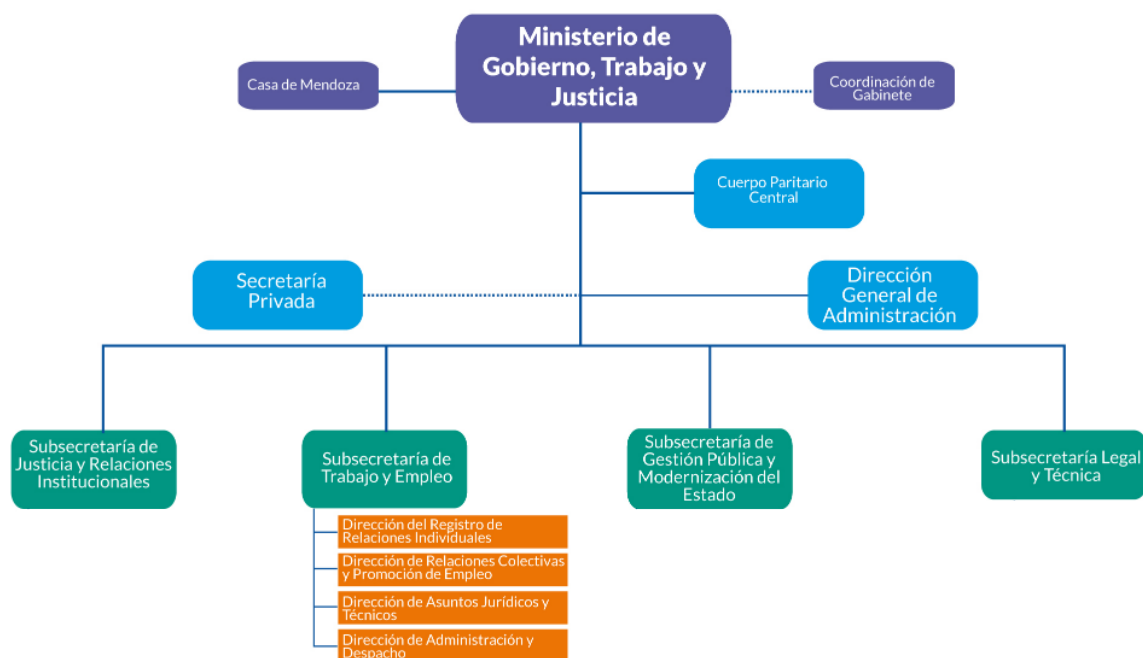 Ministerio de
Gobierno, Trabajo y
Justicia
Casa de Mendoza
Coordinación de
Gabinete
Cuerpo Paritario
Central
Secretaría
Privada
Dirección
General de
Administración
Subsecretaría de
Justicia y Relaciones
Institucionales
Subsecretaría de
Trabajo y Empleo
Subsecretaría de
Gestión Pública y
Modernización del
Estado
Subsecretaría Legal
y Técnica
Dirección del Registro de
Relaciones Individuales
Dirección de Relaciones Colectivas
y Promoción de Empleo
Dirección de Asuntos Jurídicos y
Técnicos
Dirección de Administración y
Despacho